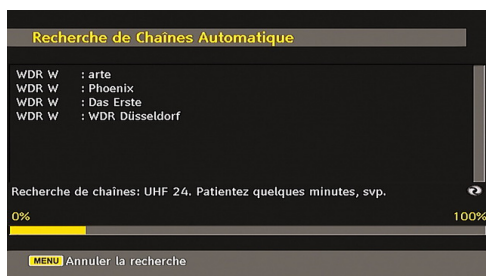 Recherche de Chaînes Automatique
WDR W : arte
WDR W : Phoenix
WDR W : Das Erste
WDR W : WDR Düsseldorf
Recherche de chaînes: UHF 24. Patientez quelques minutes, svp.
0% 100%
MENU Annuler la recherche